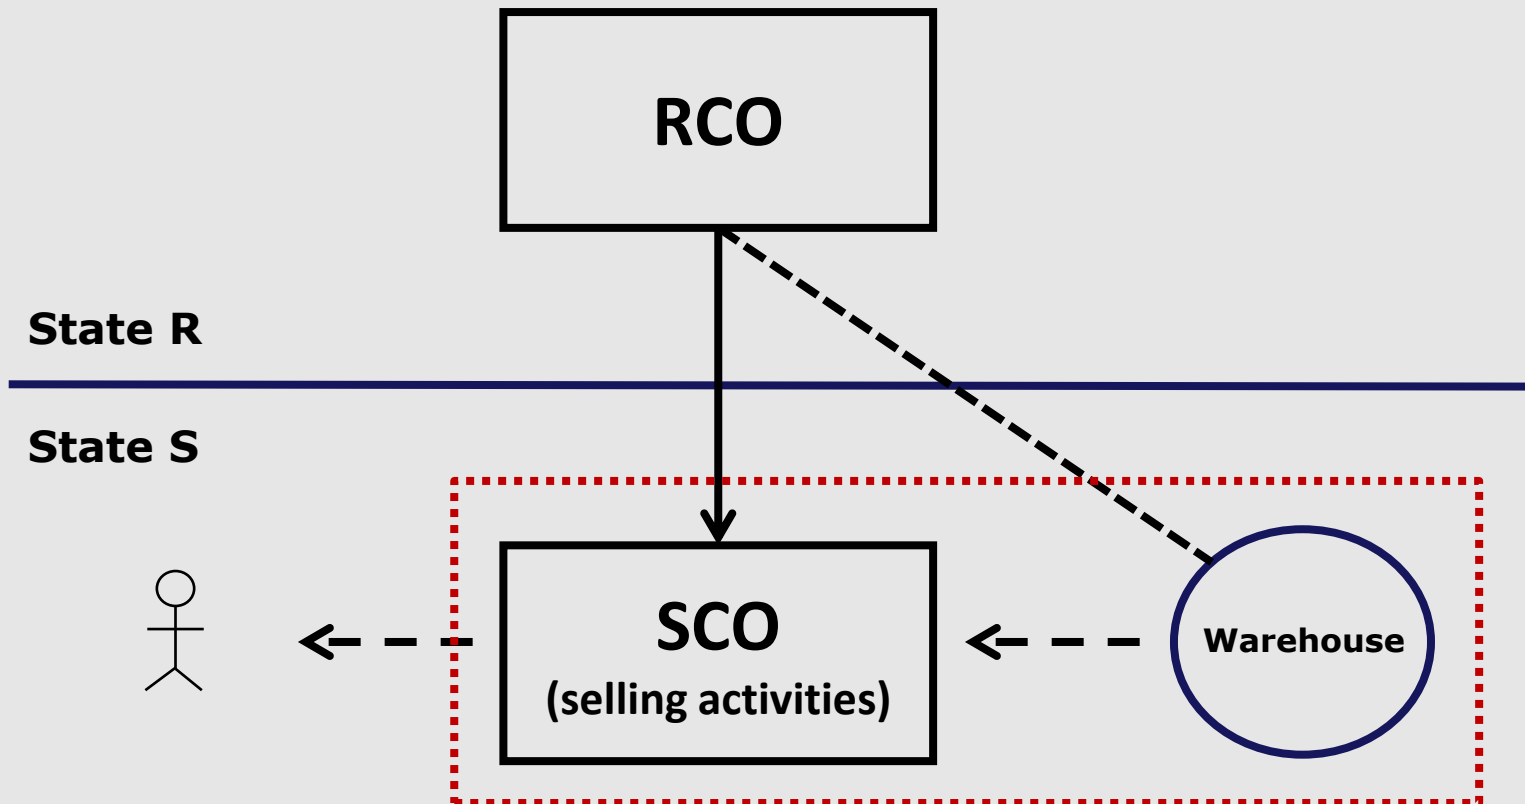 RCO
State R
State S
SCO
(selling activities)
Warehouse